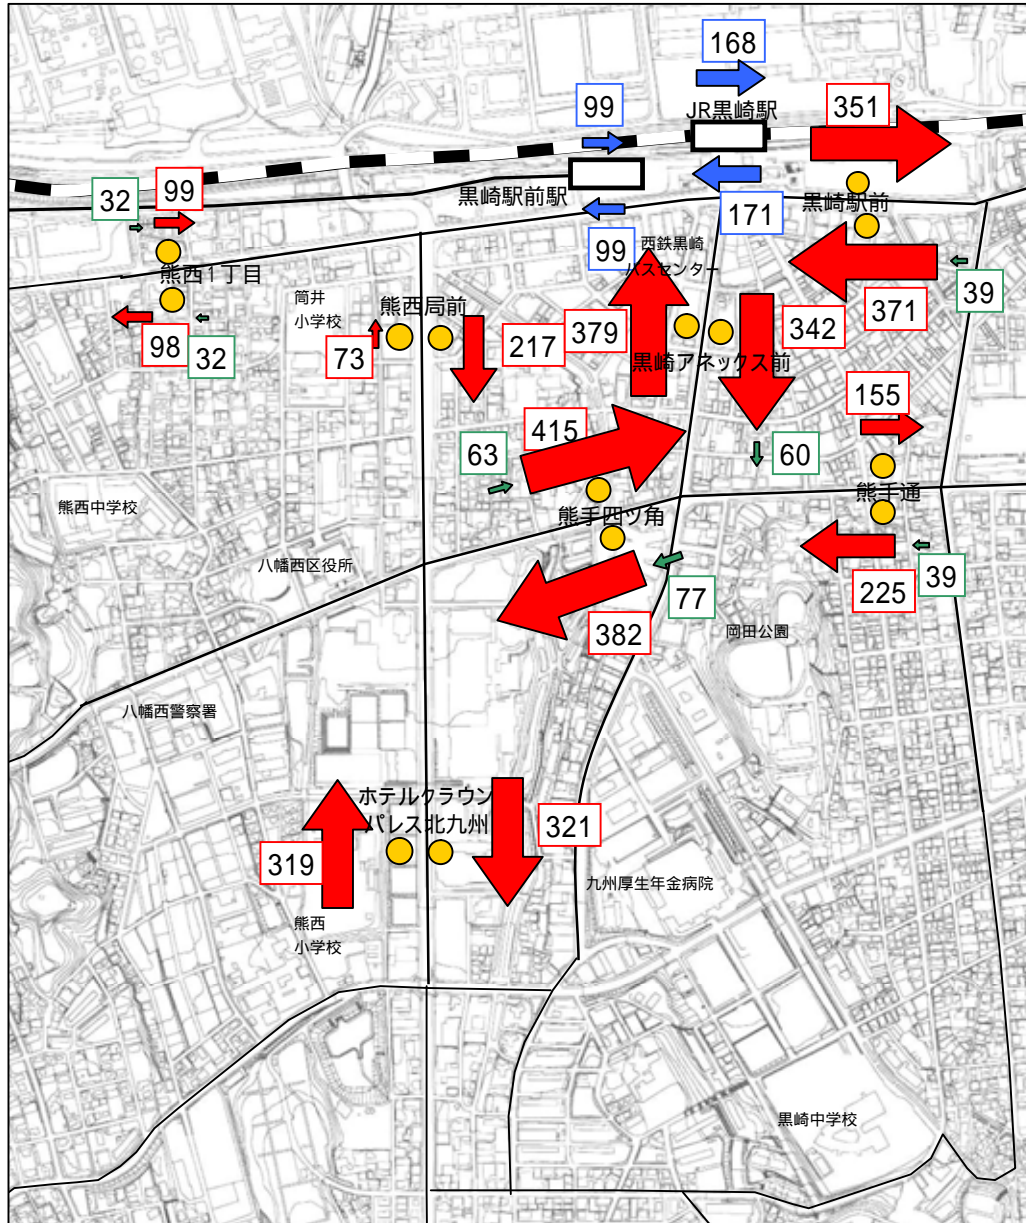 168
99
JR黒崎駅
351
32
99
黒崎駅前駅
171
黒崎駅前
99
西鉄黒崎
バスセンター
熊西1丁目
39
371
98
32
筒井
小学校
73
熊西局前
217
379
342
黒崎アネックス前
155
415
63
60
熊手通
熊西中学校
熊手四ツ角
八幡西区役所
77
39
225
382
岡田公園
八幡西警察署
ホテルクラウン
パレス北九州
321
319
九州厚生年金病院
熊西
小学校
黒崎中学校